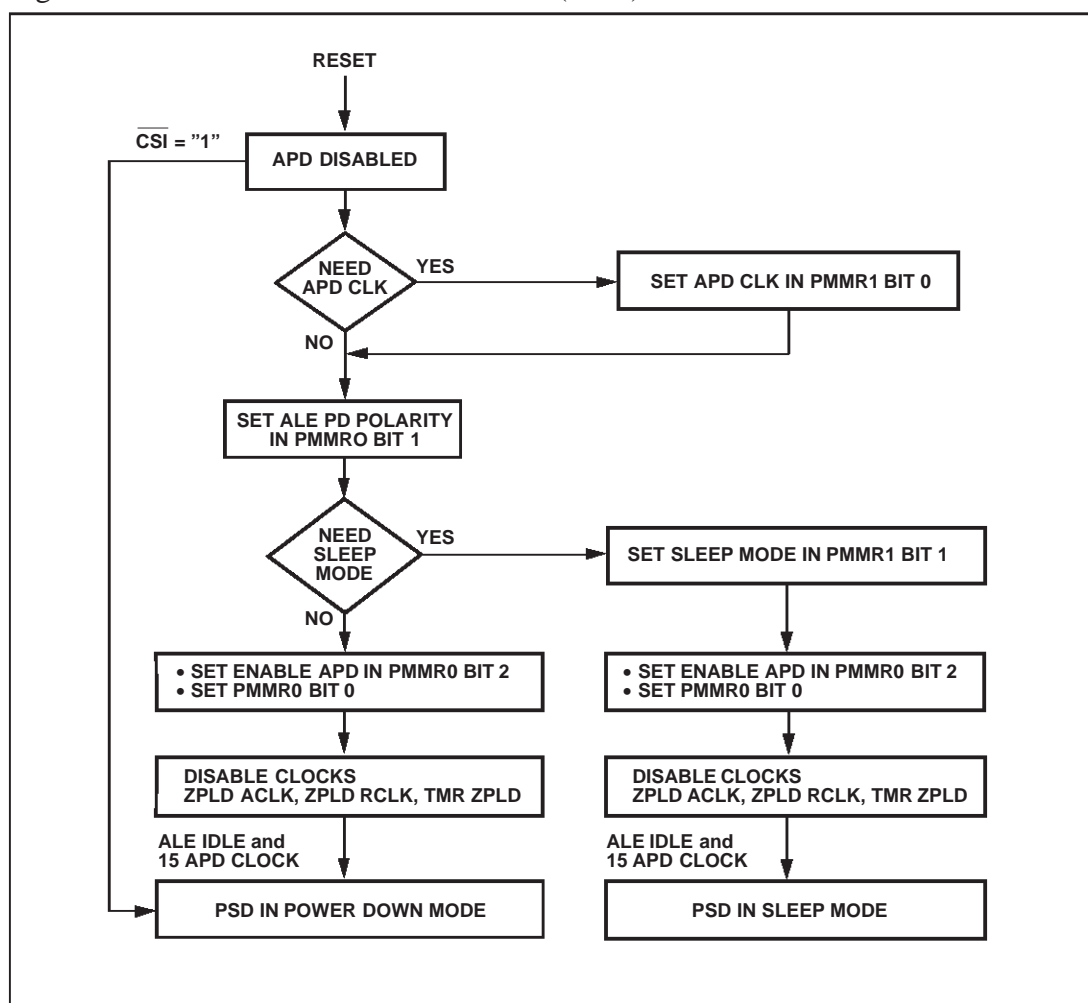 RESET
CSI = ”1”
APD DISABLED
NEED
APD CLK
YES
SET APD CLK IN PMMR1 BIT 0
NO
SET ALE PD POLARITY
IN PMMRO BIT 1
NEED
SLEEP
MODE
YES
SET SLEEP MODE IN PMMR1 BIT 1
NO
• SET ENABLE APD IN PMMR0 BIT 2
• SET PMMR0 BIT 0
• SET ENABLE APD IN PMMR0 BIT 2
• SET PMMR0 BIT 0
DISABLE CLOCKS
ZPLD ACLK, ZPLD RCLK, TMR ZPLD
DISABLE CLOCKS
ZPLD ACLK, ZPLD RCLK, TMR ZPLD
ALE IDLE and
15 APD CLOCK
ALE IDLE and
15 APD CLOCK
PSD IN POWER DOWN MODE
PSD IN SLEEP MODE